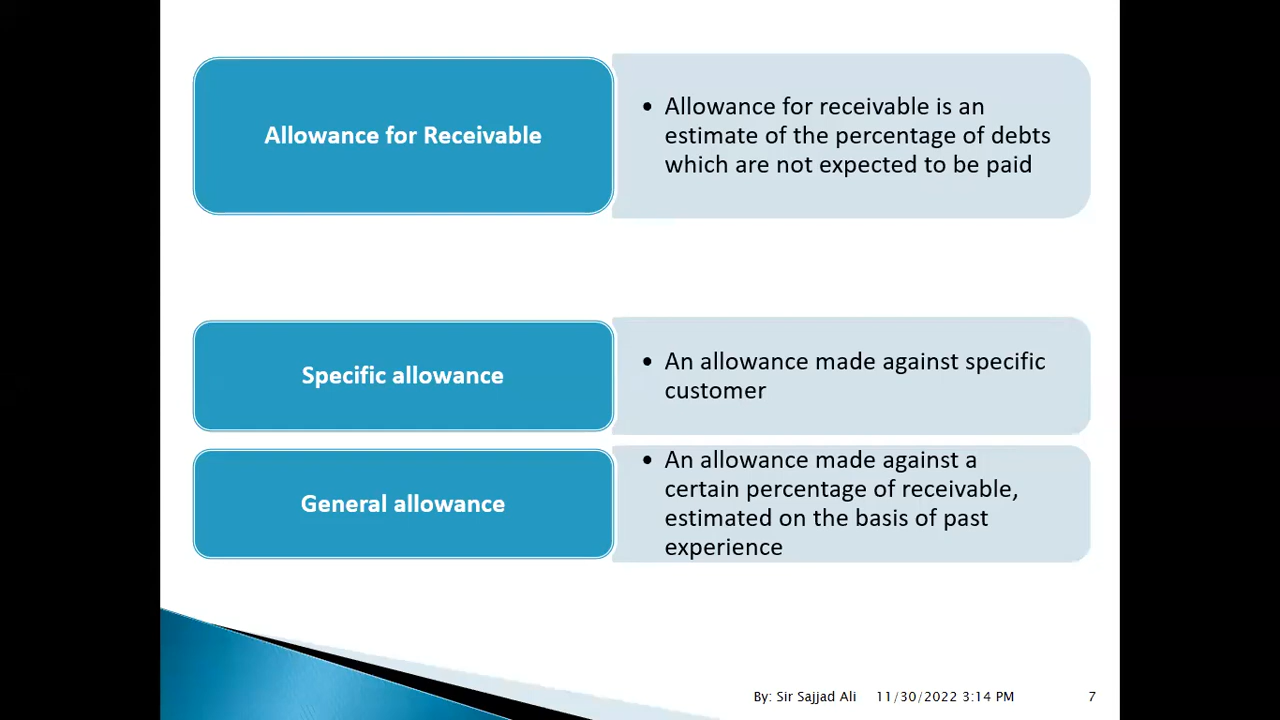 Allowance for Receivable
• Allowance for receivable is an
estimate of the percentage of debts
which are not expected to be paid
Specific allowance
• An allowance made against specific
customer
General allowance
• An allowance made against a
certain percentage of receivable,
estimated on the basis of past
experience
By: Sir Sajjad Ali 11/30/2022 3:14 PM 7